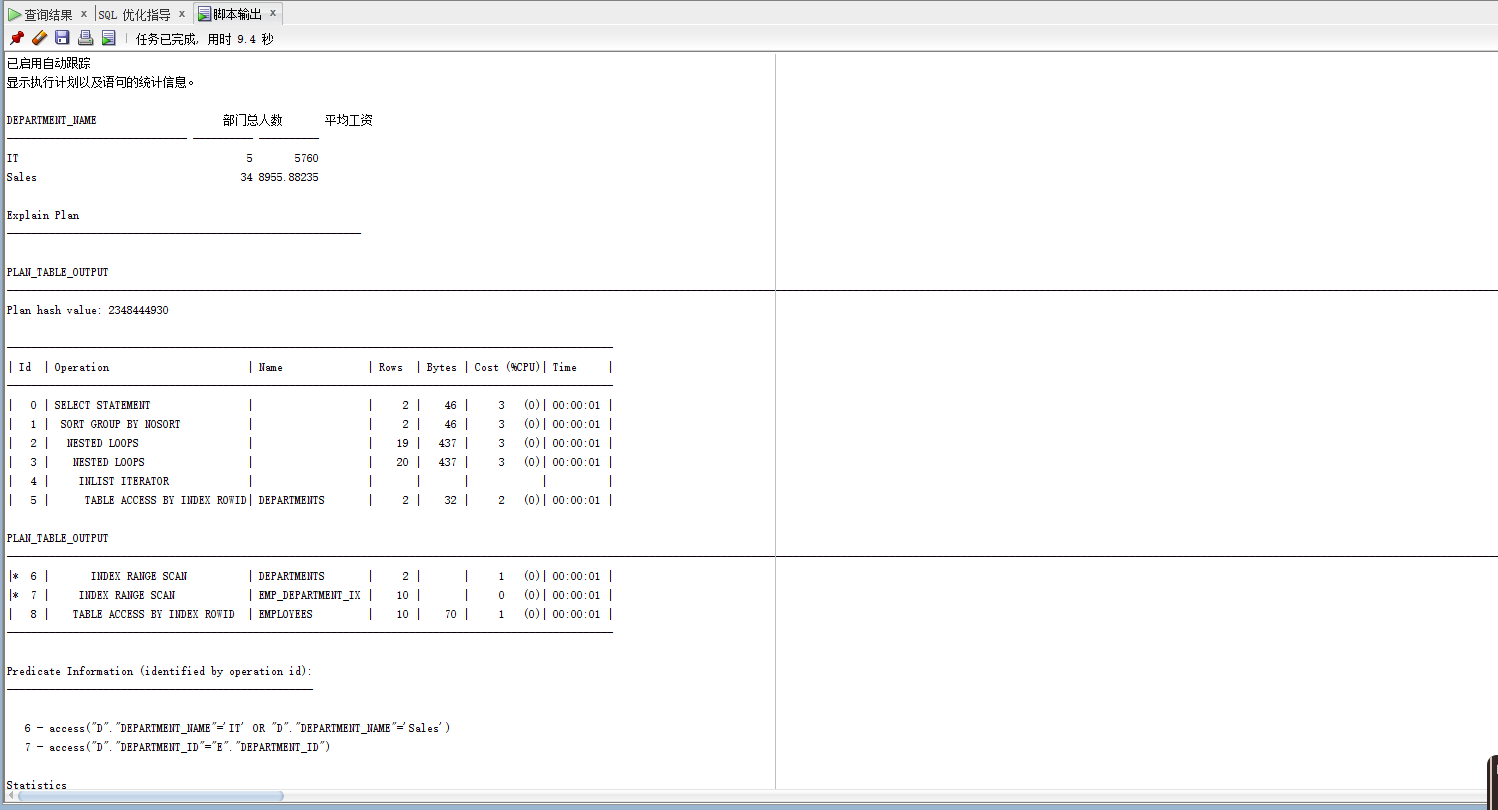 查询结果 x SQL 优化指导 x 脚本输出 x
任务已完成, 用时 9.4 秒
已启用自动跟踪
显示执行计划以及语句的统计信息。
DEPARTMENT_NAME 部门总人数 平均工资
------------------------------ ---------- ----------
IT 5 5760
Sales 34 8955.88235
Explain Plan
-----------------------------------------------------------
PLAN_TABLE_OUTPUT
Plan hash value: 2348444930
| Id | Operation | Name | Rows | Bytes | Cost (%CPU)| Time |
| 0 | SELECT STATEMENT | | 2 | 46 | 3 (0)| 00:00:01 |
| 1 | SORT GROUP BY NOSORT | | 2 | 46 | 3 (0)| 00:00:01 |
| 2 | NESTED LOOPS | | 19 | 437 | 3 (0)| 00:00:01 |
| 3 | NESTED LOOPS | | 20 | 437 | 3 (0)| 00:00:01 |
| 4 | INLIST ITERATOR | | | | | |
| 5 | TABLE ACCESS BY INDEX ROWID| DEPARTMENTS | 2 | 32 | 2 (0)| 00:00:01 |
PLAN_TABLE_OUTPUT
|* 6 | INDEX RANGE SCAN | DEPARTMENTS | 2 | | 1 (0)| 00:00:01 |
|* 7 | INDEX RANGE SCAN | EMP_DEPARTMENT_IX | 10 | | 0 (0)| 00:00:01 |
| 8 | TABLE ACCESS BY INDEX ROWID | EMPLOYEES | 10 | 70 | 1 (0)| 00:00:01 |
Predicate Information (identified by operation id):
---------------------------------------------------
6 - access("D"."DEPARTMENT_NAME"='IT' OR "D"."DEPARTMENT_NAME"='Sales')
7 - access("D"."DEPARTMENT_ID"="E"."DEPARTMENT_ID")
Statistics